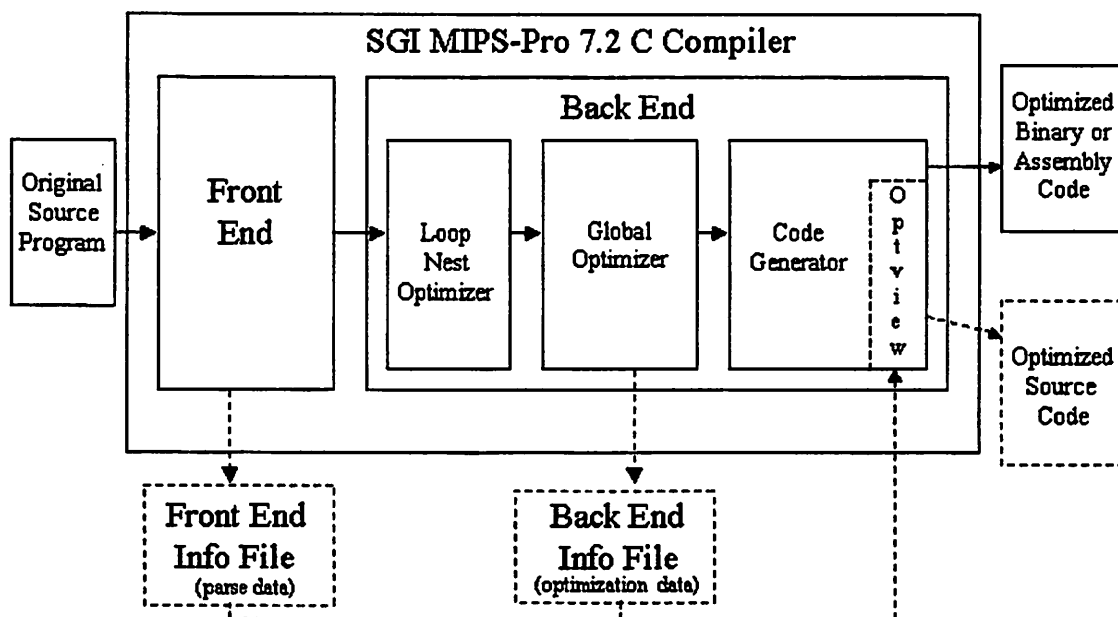 SGI MIPS-Pro 7.2 C Compiler
Original
Source
Program
Front
End
Back End
Loop
Nest
Optimizer
Global
Optimizer
Code
Generator
Optview
Optimized
Binary or
Assembly
Code
Optimized
Source
Code
Front End
Info File
(parse data)
Back End
Info File
(optimization data)